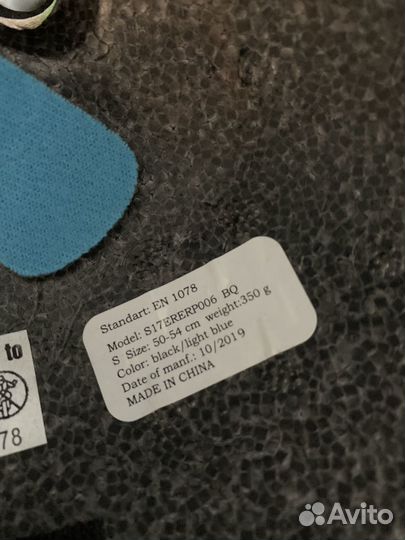 Standart: EN 1078
Model: S17ERERP006 BQ
S Size: 50-54 cm weight:350 g
Color: black/light blue
Date of manf.: 10/2019
MADE IN CHINA
to
78
Avito